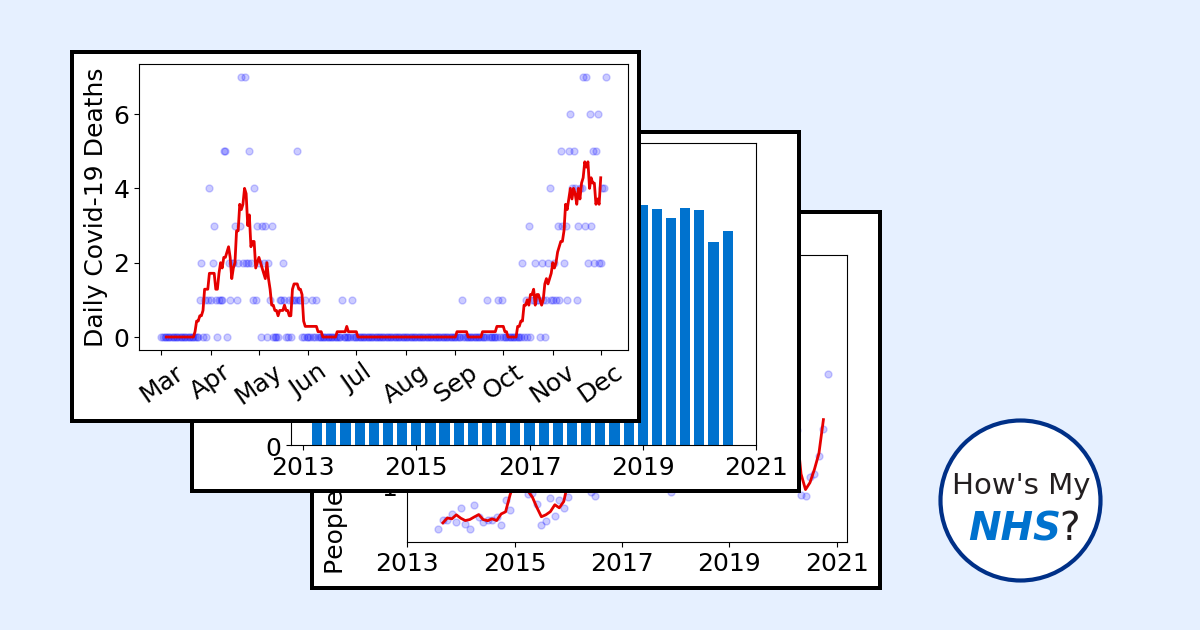 Daily Covid-19 Deaths
6
4
2
0
Mar Apr May Jun Jul Aug Sep Oct Nov Dec
0
2013 2015 2017 2019 2021
People
2013 2015 2017 2019 2021
How's My
NHS?